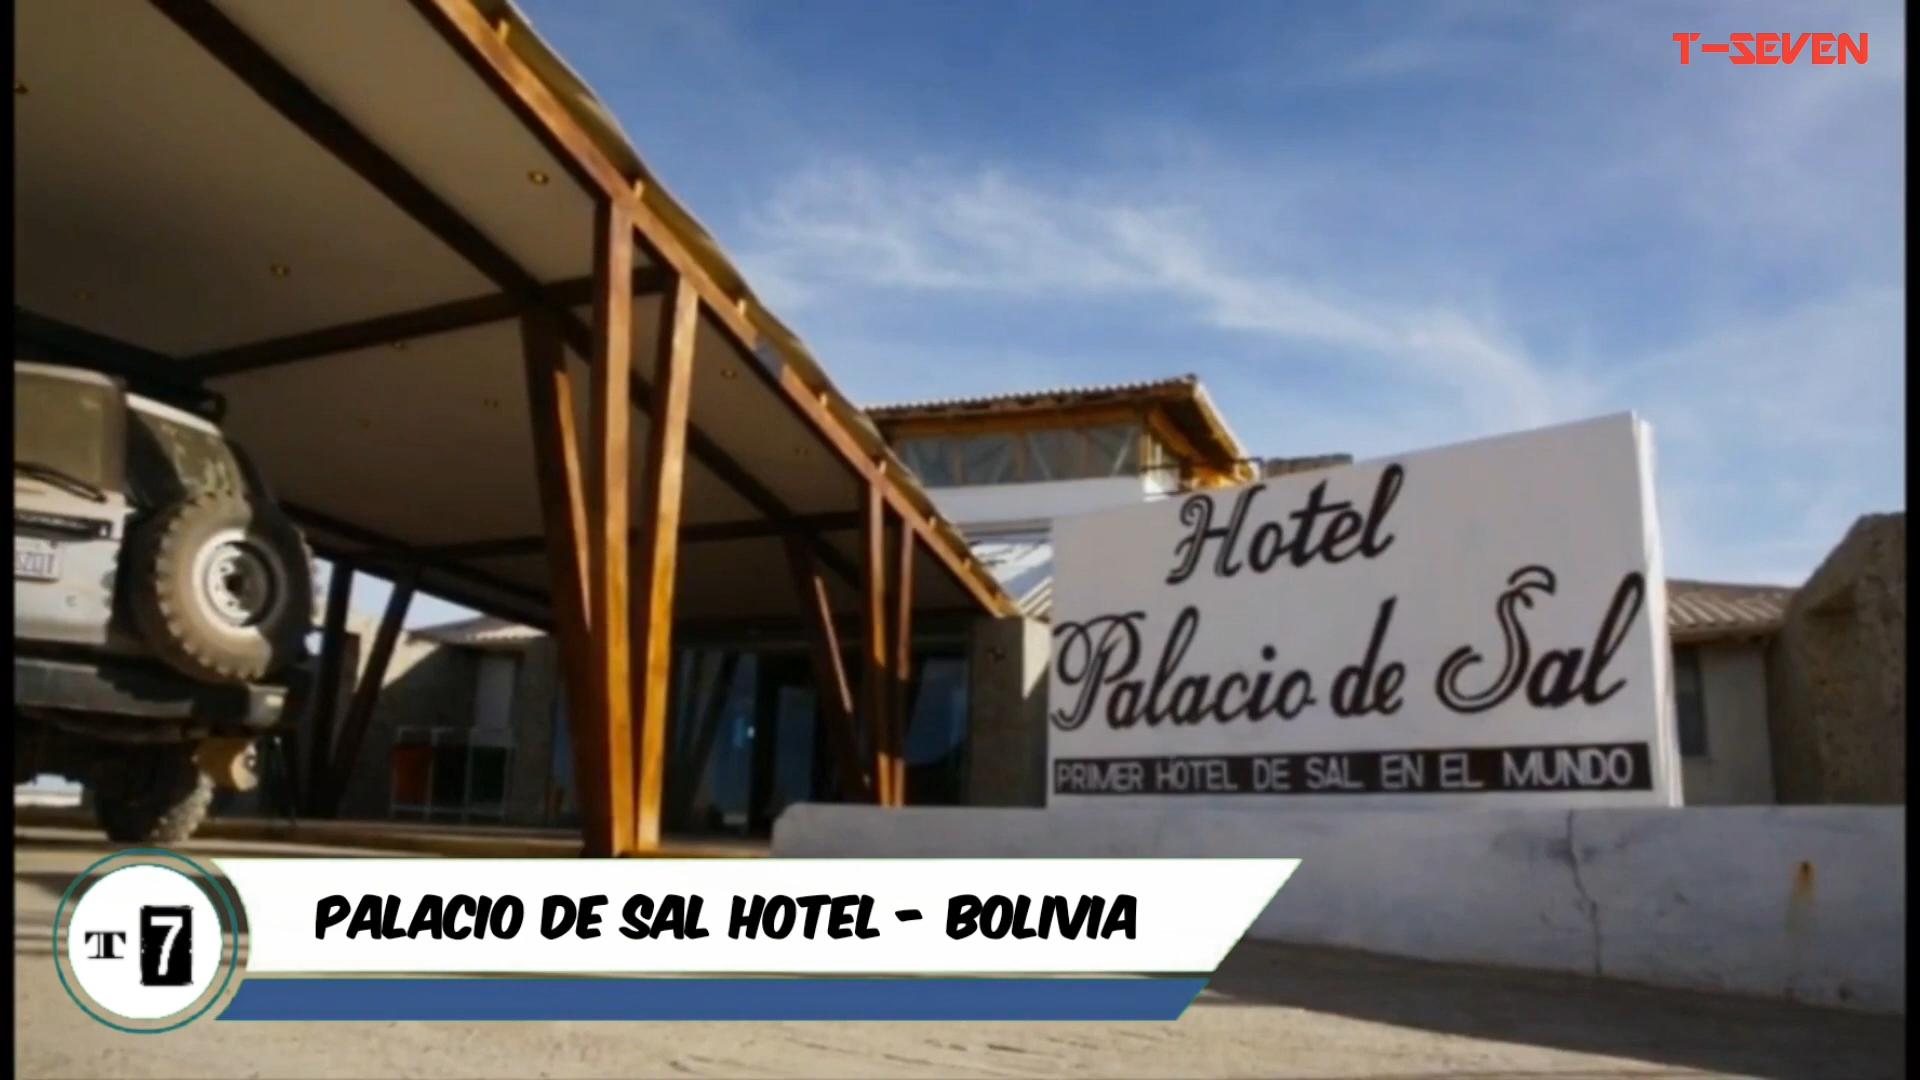 T-SEVEN
Hotel
Palacio de Sal
PRIMER HOTEL DE SAL EN EL MUNDO
T 7
PALACIO DE SAL HOTEL - BOLIVIA